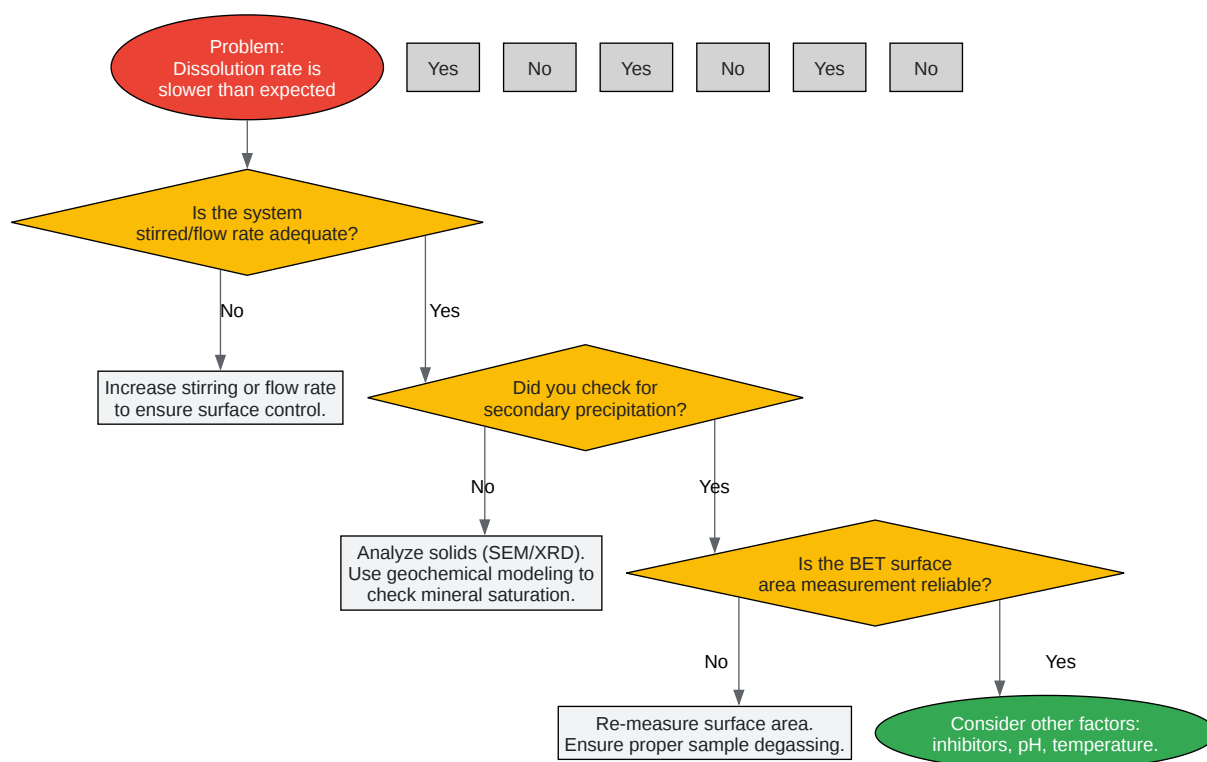 Problem:
Dissolution rate is
slower than expected
Yes
No
Yes
No
Yes
No
Is the system
stirred/flow rate adequate?
No
Yes
Increase stirring or flow rate
to ensure surface control.
Did you check for
secondary precipitation?
No
Yes
Analyze solids (SEM/XRD).
Use geochemical modeling to
check mineral saturation.
Is the BET surface
area measurement reliable?
No
Yes
Re-measure surface area.
Ensure proper sample degassing.
Consider other factors:
inhibitors, pH, temperature.